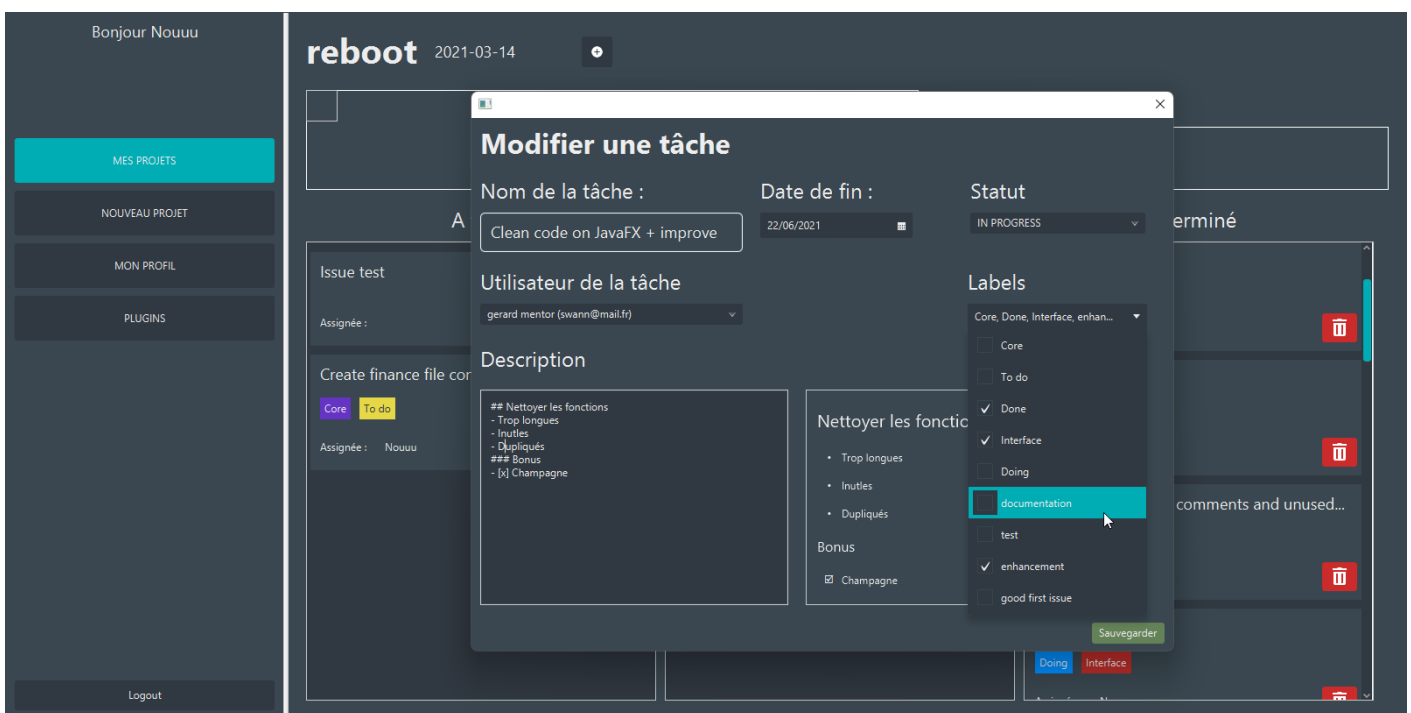 Bonjour Nouuu
MES PROJETS
NOUVEAU PROJET
MON PROFIL
PLUGINS
Logout
reboot 2021-03-14
A
erminé
Issue test
Assignée :
Create finance file cor
Core To do
Assignée : Nouuu
Modifier une tâche
Nom de la tâche :
Clean code on JavaFX + improve
Date de fin :
22/06/2021
Statut
IN PROGRESS
Utilisateur de la tâche
gerard mentor (swann@mail.fr)
Labels
Core, Done, Interface, enhan...
Core
To do
Done
Interface
Doing
documentation
test
enhancement
good first issue
Description
## Nettoyer les fonctions
- Trop longues
- Inutles
- Dupliqués
### Bonus
- [x] Champagne
Nettoyer les fonctio
• Trop longues
• Inutles
• Dupliqués
Bonus
Champagne
Sauvegarder
comments and unused...
Doing Interface